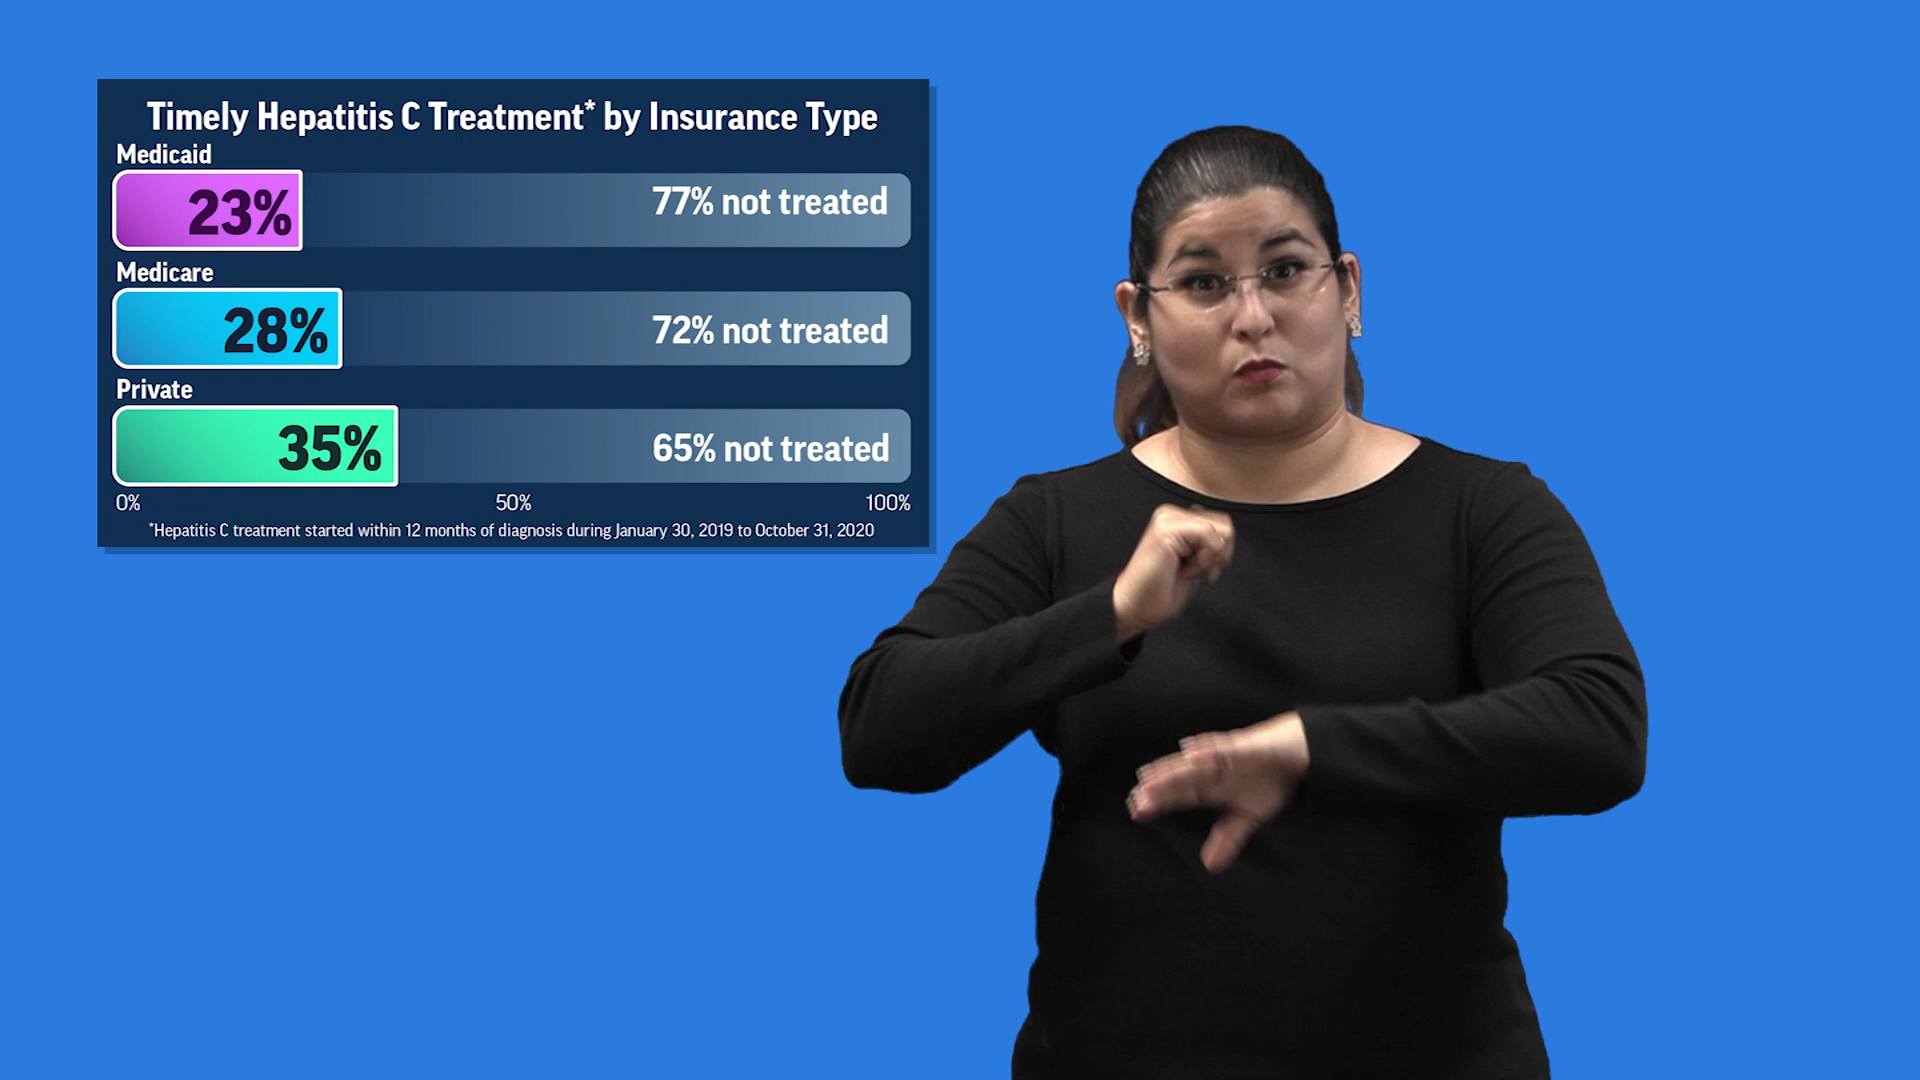 Timely Hepatitis C Treatment* by Insurance Type
Medicaid
23%
77% not treated
Medicare
28%
72% not treated
Private
35%
65% not treated
0%
50%
100%
*Hepatitis C treatment started within 12 months of diagnosis during January 30, 2019 to October 31, 2020